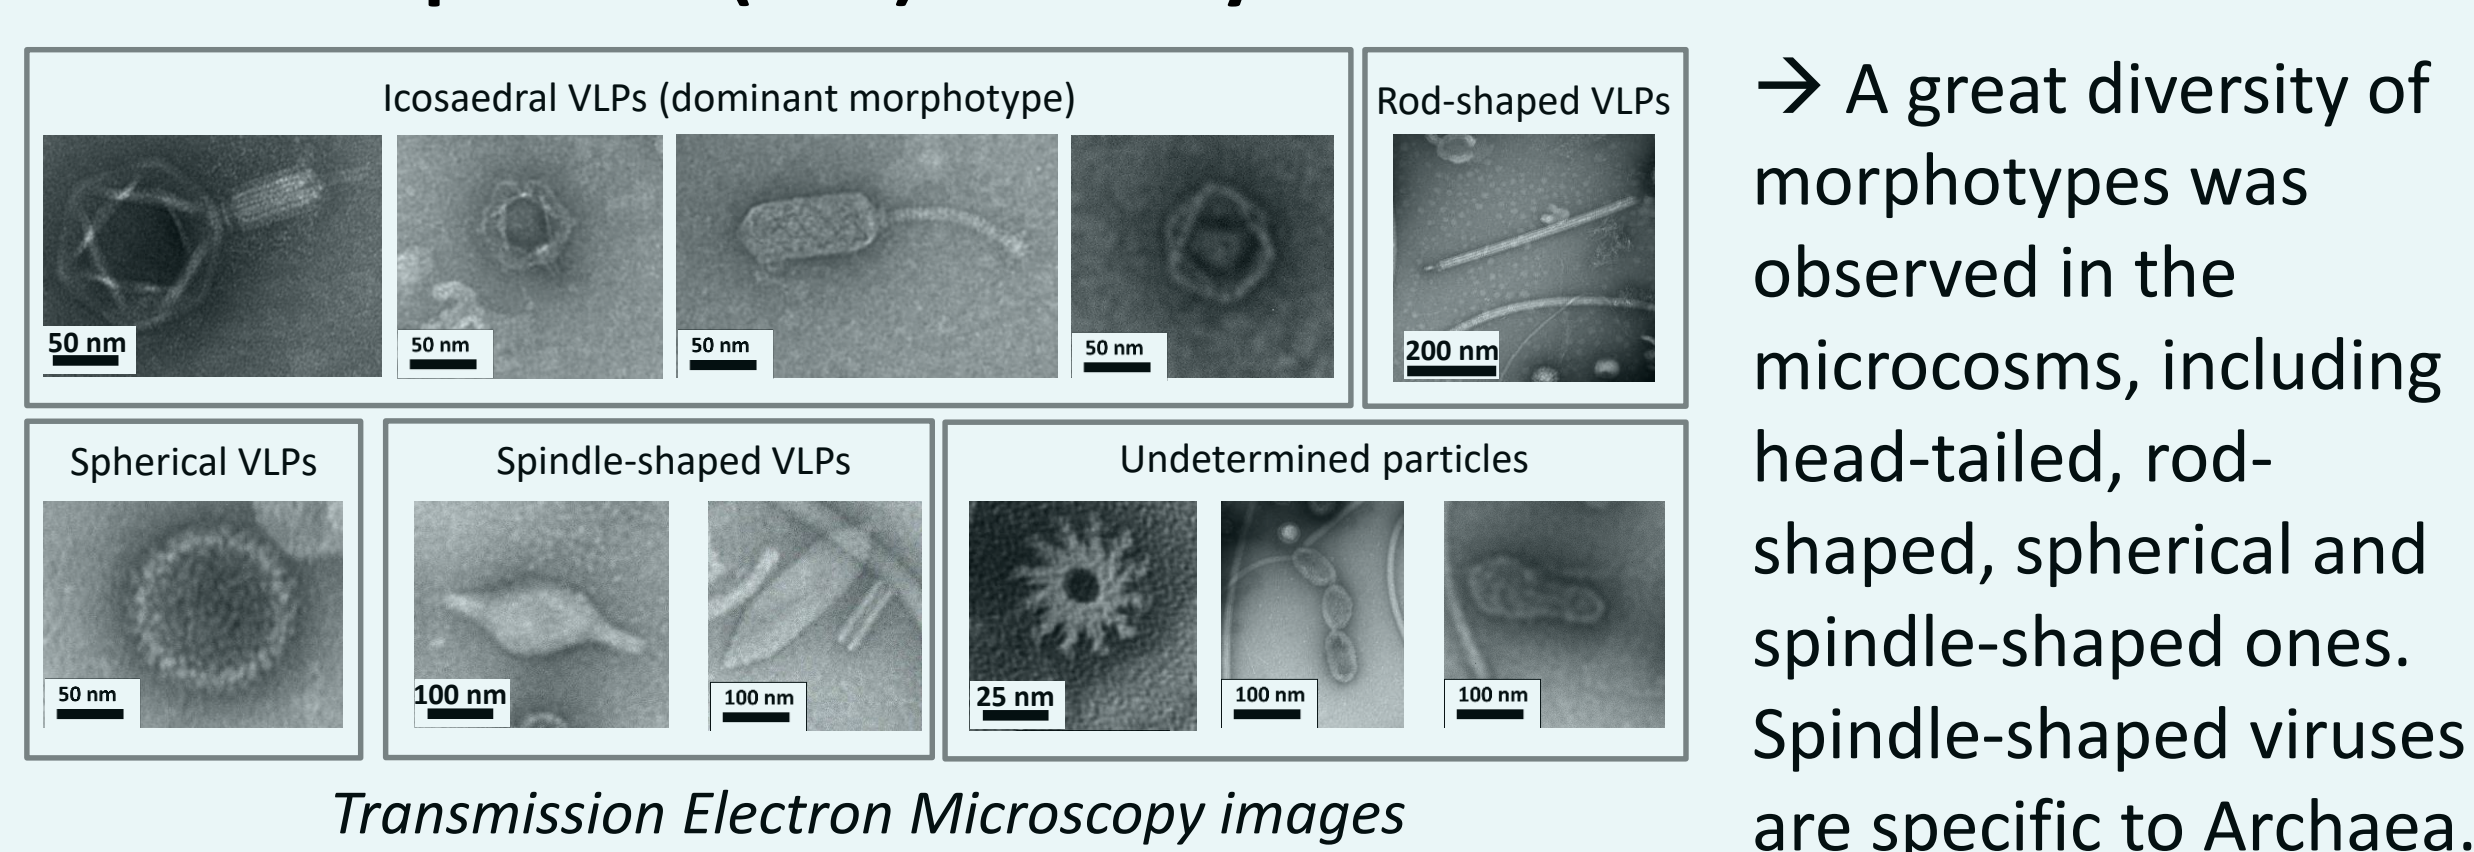 Icosaedral VLPs (dominant morphotype)
50 nm
50 nm
50 nm
50 nm
Rod-shaped VLPs
200 nm
Spherical VLPs
50 nm
Spindle-shaped VLPs
100 nm
100 nm
Undetermined particles
25 nm
100 nm
100 nm
Transmission Electron Microscopy images
→ A great diversity of
morphotypes was
observed in the
microcosms, including
head-tailed, rod-
shaped, spherical and
spindle-shaped ones.
Spindle-shaped viruses
are specific to Archaea.